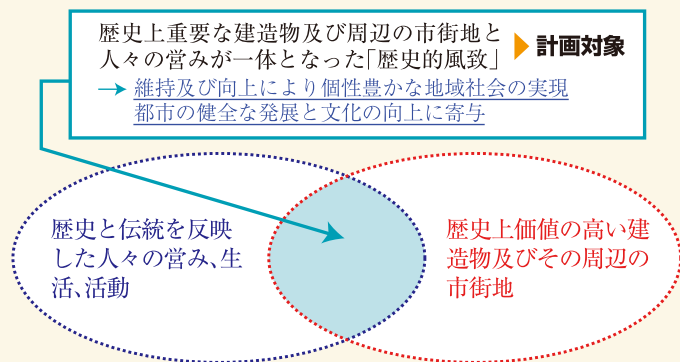 歴史上重要な建造物及び周辺の市街地と
人々の営みが一体となった「歴史的風致」
計画対象
維持及び向上により個性豊かな地域社会の実現
都市の健全な発展と文化の向上に寄与
歴史と伝統を反映
した人々の営み、生
活、活動
歴史上価値の高い建
造物及びその周辺の
市街地